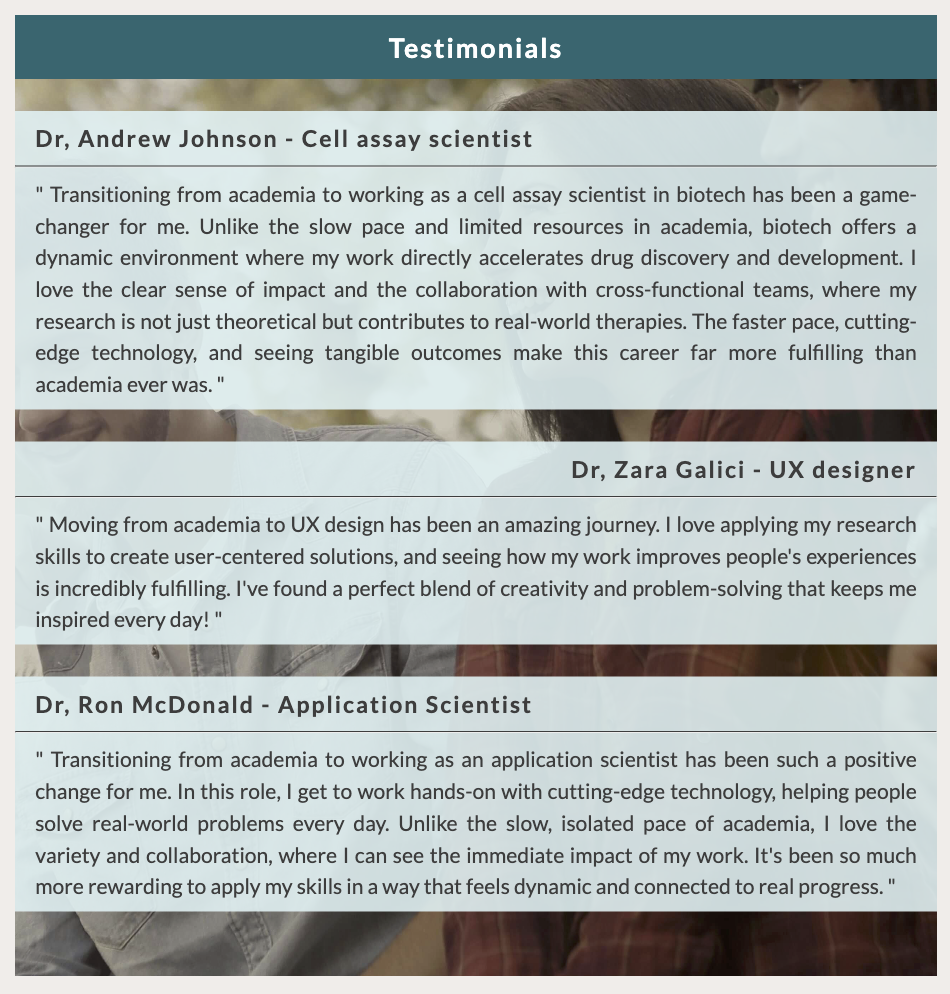 Testimonials
Dr, Andrew Johnson - Cell assay scientist
" Transitioning from academia to working as a cell assay scientist in biotech has been a game-
changer for me. Unlike the slow pace and limited resources in academia, biotech offers a
dynamic environment where my work directly accelerates drug discovery and development. I
love the clear sense of impact and the collaboration with cross-functional teams, where my
research is not just theoretical but contributes to real-world therapies. The faster pace, cutting-
edge technology, and seeing tangible outcomes make this career far more fulfilling than
academia ever was. "
Dr, Zara Galici - UX designer
" Moving from academia to UX design has been an amazing journey. I love applying my research
skills to create user-centered solutions, and seeing how my work improves people's experiences
is incredibly fulfilling. I've found a perfect blend of creativity and problem-solving that keeps me
inspired every day! "
Dr, Ron McDonald - Application Scientist
" Transitioning from academia to working as an application scientist has been such a positive
change for me. In this role, I get to work hands-on with cutting-edge technology, helping people
solve real-world problems every day. Unlike the slow, isolated pace of academia, I love the
variety and collaboration, where I can see the immediate impact of my work. It's been so much
more rewarding to apply my skills in a way that feels dynamic and connected to real progress. "